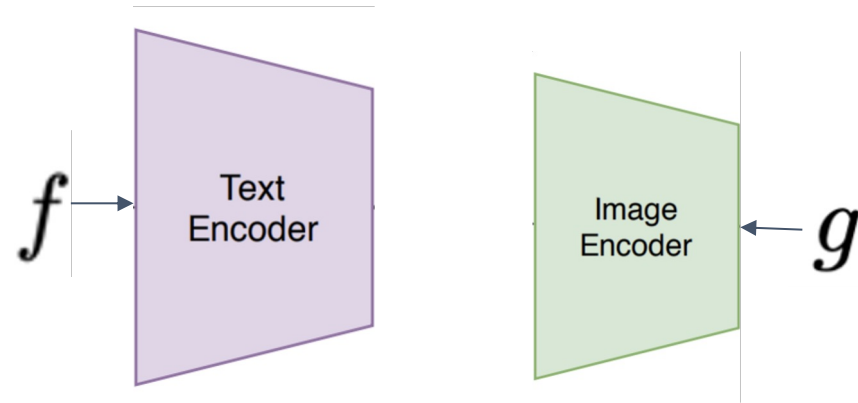 f
Text
Encoder
Image
Encoder
g